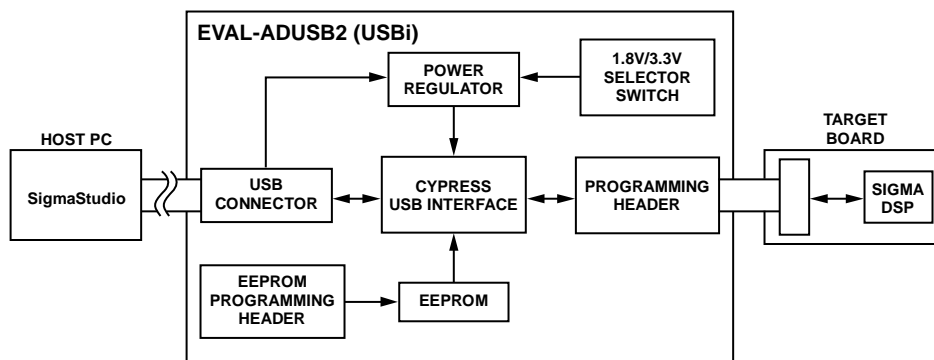 EVAL-ADUSB2 (USBi)
POWER
REGULATOR
1.8V/3.3V
SELECTOR
SWITCH
HOST PC
SigmaStudio
USB
CONNECTOR
CYPRESS
USB INTERFACE
PROGRAMMING
HEADER
TARGET
BOARD
SIGMA
DSP
EEPROM
PROGRAMMING
HEADER
EEPROM